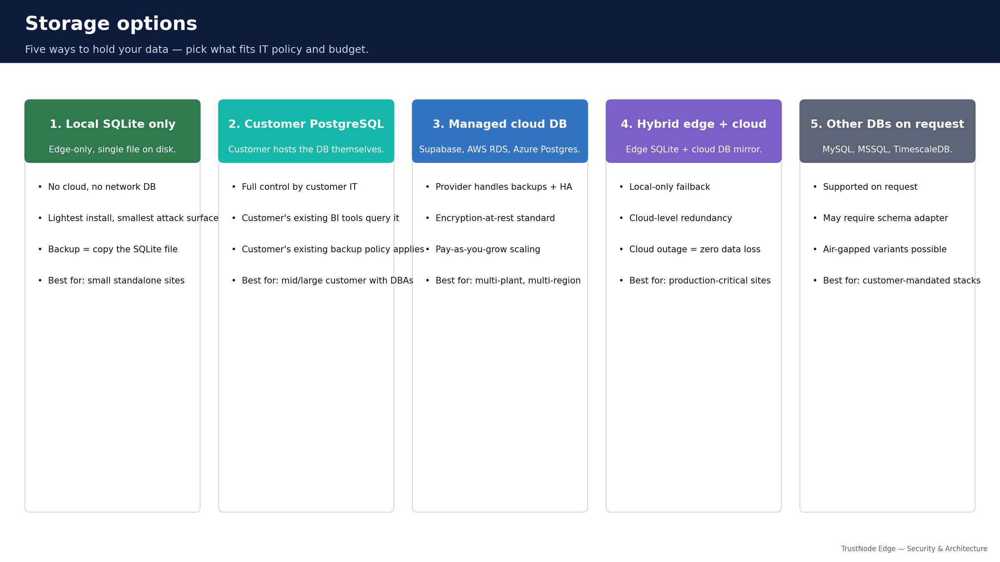 Storage options
Five ways to hold your data — pick what fits IT policy and budget.
1. Local SQLite only
Edge-only, single file on disk.
• No cloud, no network DB
• Lightest install, smallest attack surface
• Backup = copy the SQLite file
• Best for: small standalone sites
2. Customer PostgreSQL
Customer hosts the DB themselves.
• Full control by customer IT
• Customer's existing BI tools query it
• Customer's existing backup policy applies
• Best for: mid/large customer with DBAs
3. Managed cloud DB
Supabase, AWS RDS, Azure Postgres.
• Provider handles backups + HA
• Encryption-at-rest standard
• Pay-as-you-grow scaling
• Best for: multi-plant, multi-region
4. Hybrid edge + cloud
Edge SQLite + cloud DB mirror.
• Local-only failback
• Cloud-level redundancy
• Cloud outage = zero data loss
• Best for: production-critical sites
5. Other DBs on request
MySQL, MSSQL, TimescaleDB.
• Supported on request
• May require schema adapter
• Air-gapped variants possible
• Best for: customer-mandated stacks
TrustNode Edge — Security & Architecture